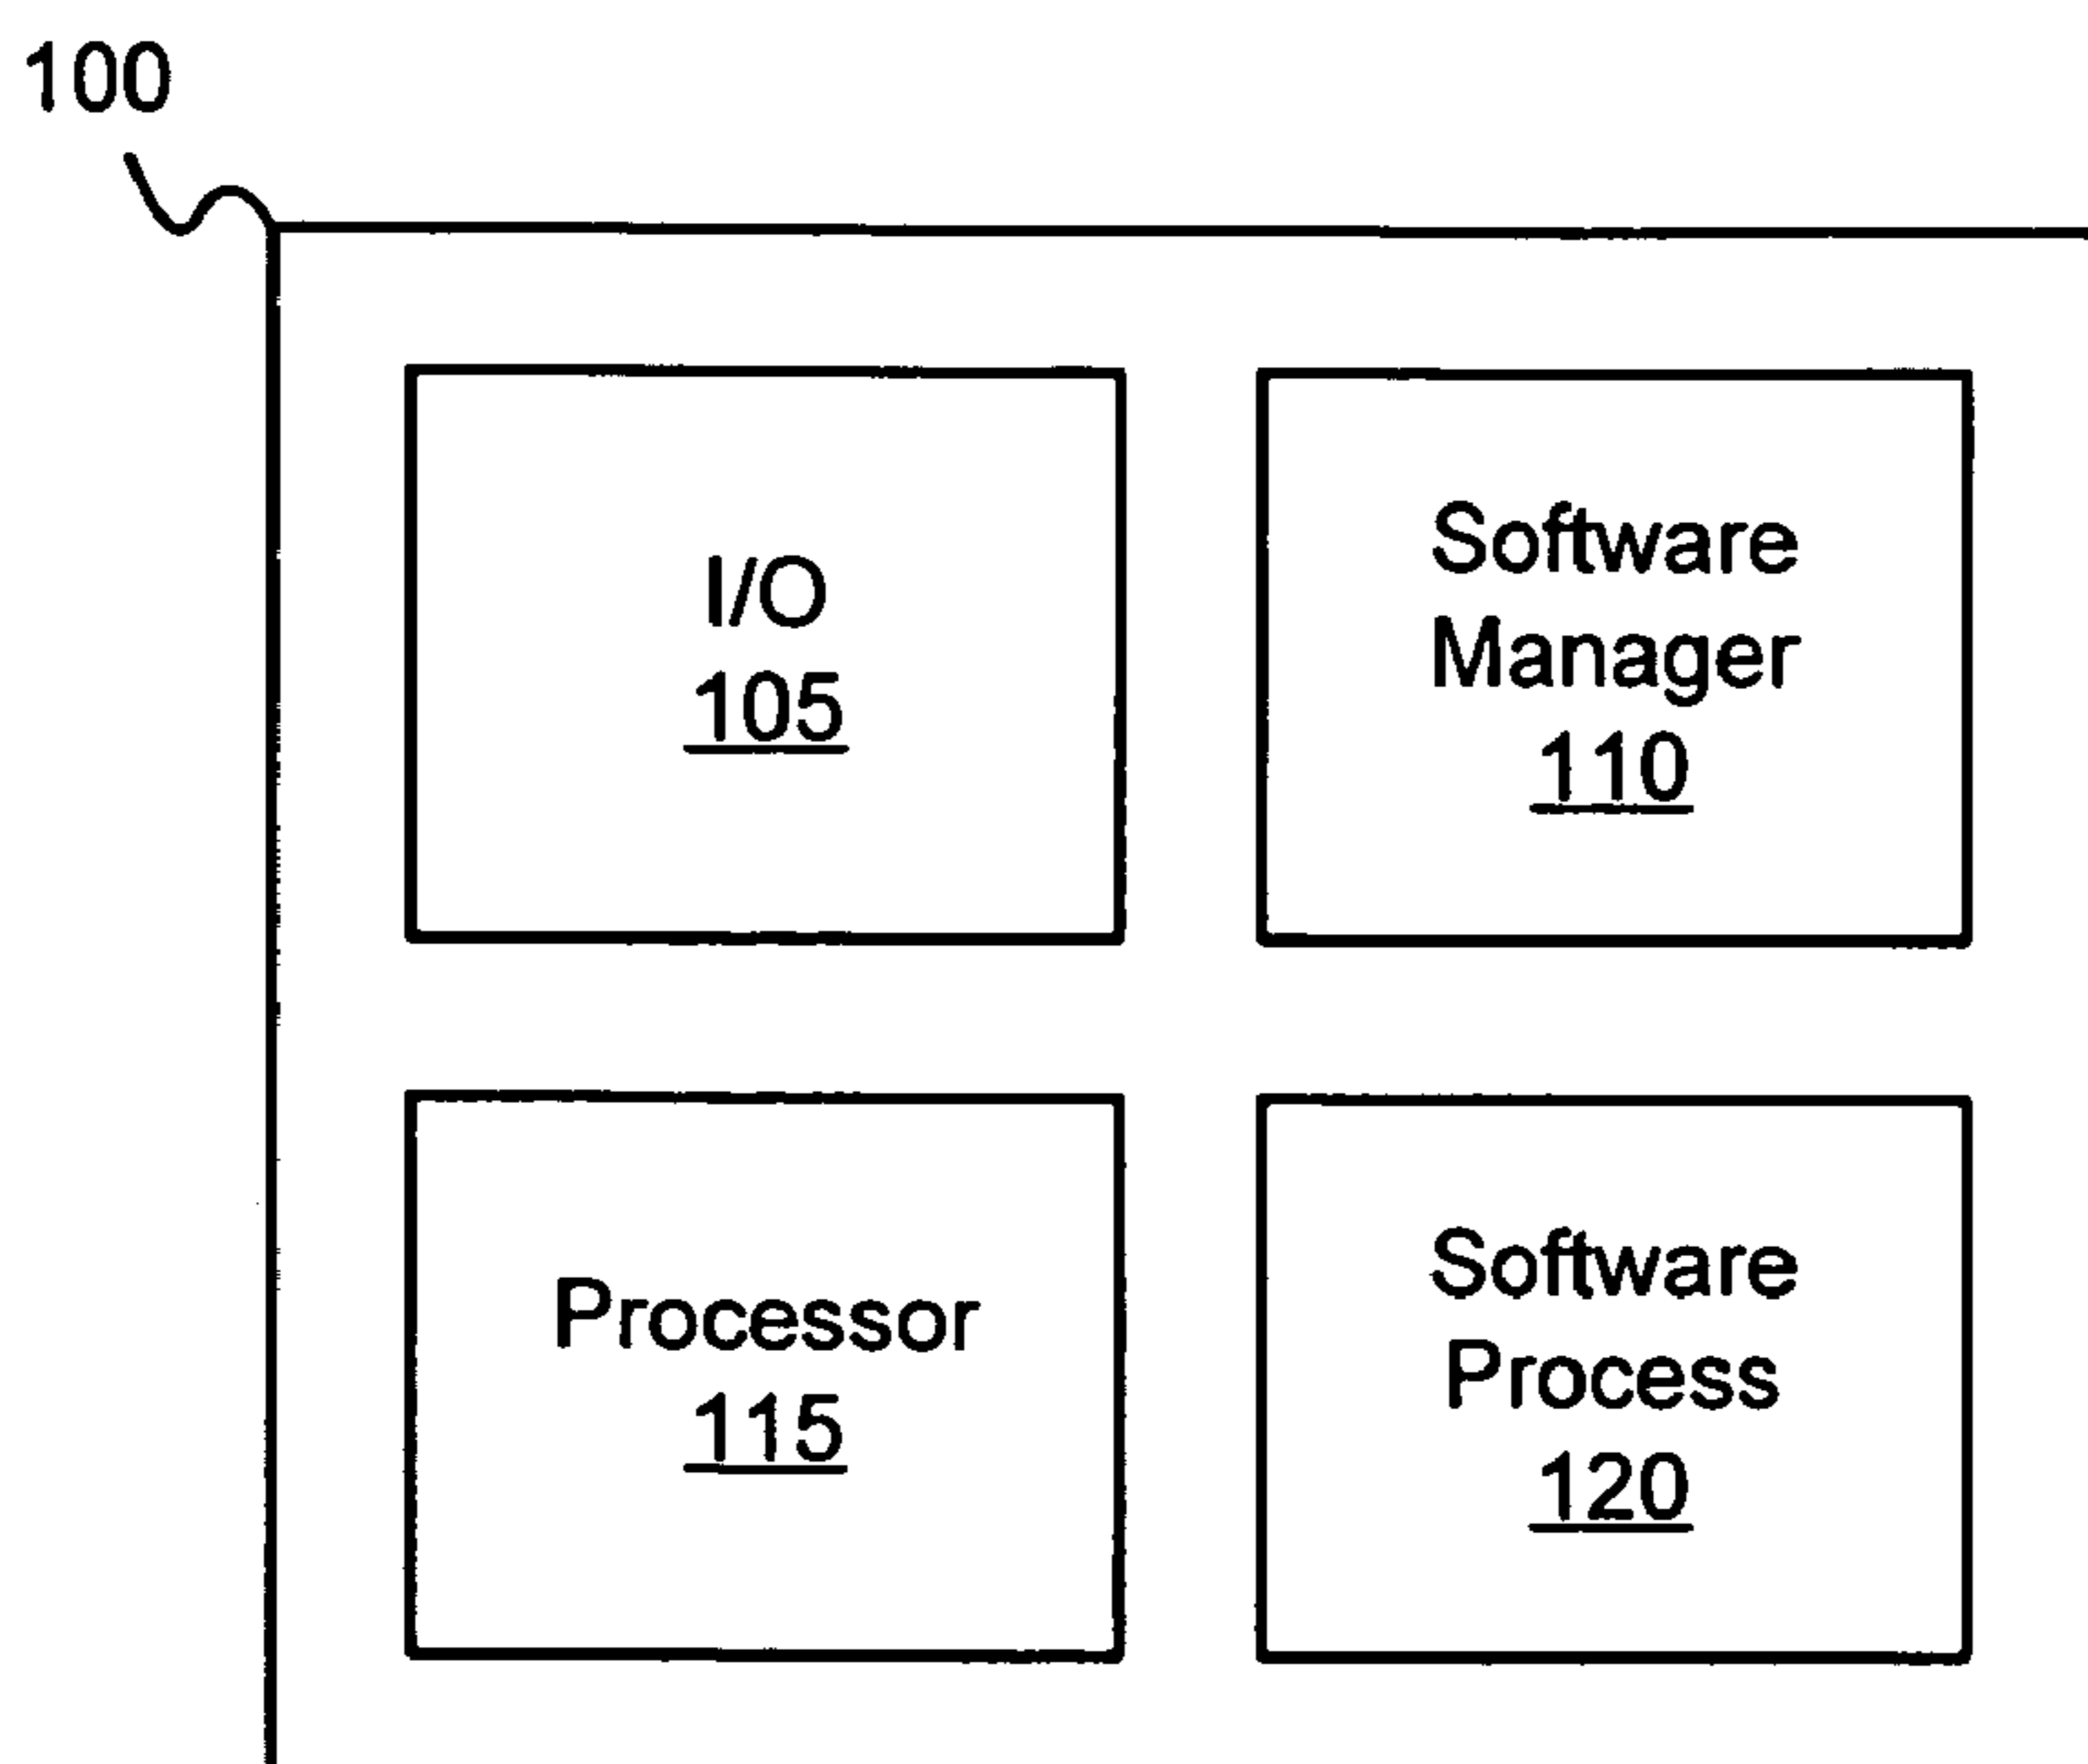 100
I/O
105
Software
Manager
110
Processor
115
Software
Process
120